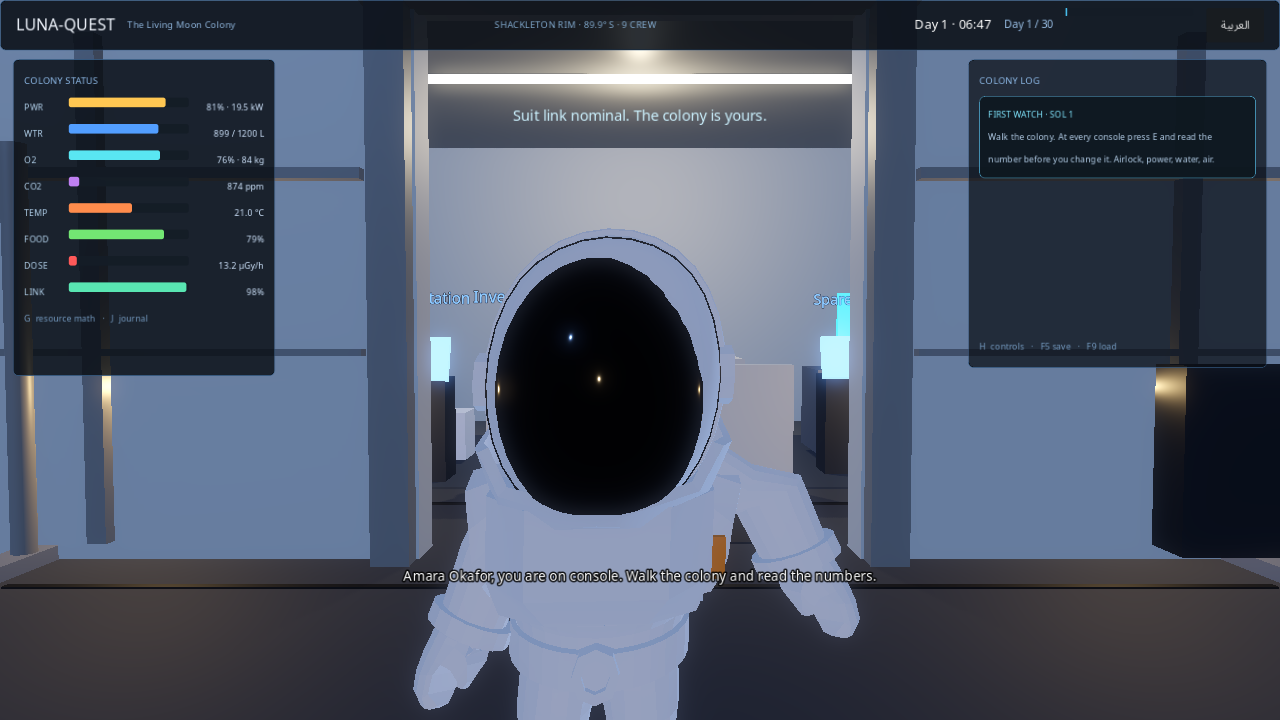 LUNA-QUEST The Living Moon Colony
SHACKLETON RIM · 89.9° S · 9 CREW
Day 1 · 06:47 Day 1 / 30
العربية
COLONY STATUS
PWR 81% · 19.5 kW
WTR 899 / 1200 L
O2 76% · 84 kg
CO2 874 ppm
TEMP 21.0 °C
FOOD 79%
DOSE 13.2 µGy/h
LINK 98%
G resource math · J journal
COLONY LOG
FIRST WATCH · SOL 1
Walk the colony. At every console press E and read the
number before you change it. Airlock, power, water, air.
H controls · F5 save · F9 load
Suit link nominal. The colony is yours.
tation Inve
Spare
Amara Okafor, you are on console. Walk the colony and read the numbers.